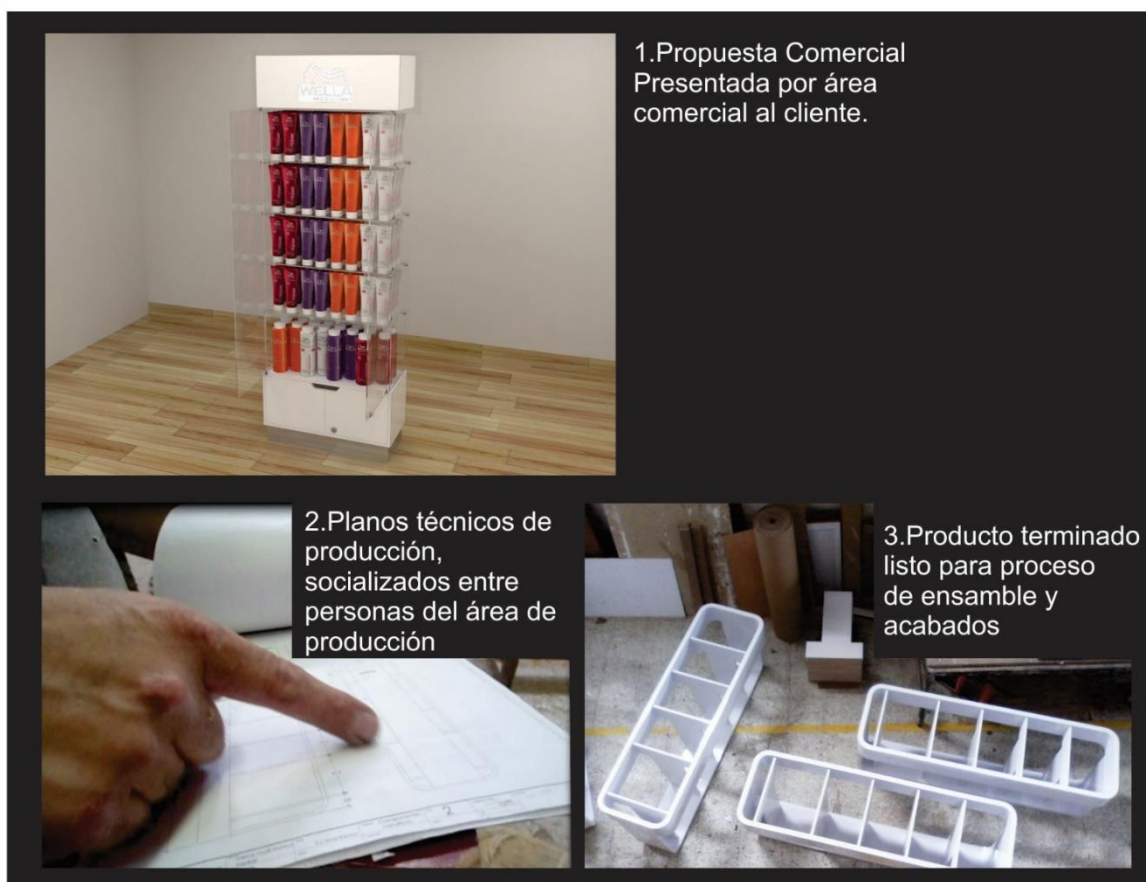 WELLA
1.Propuesta Comercial
Presentada por área
comercial al cliente.
2.Planos técnicos de
producción,
socializados entre
personas del área de
producción
2
3.Producto terminado
listo para proceso
de ensamble y
acabados